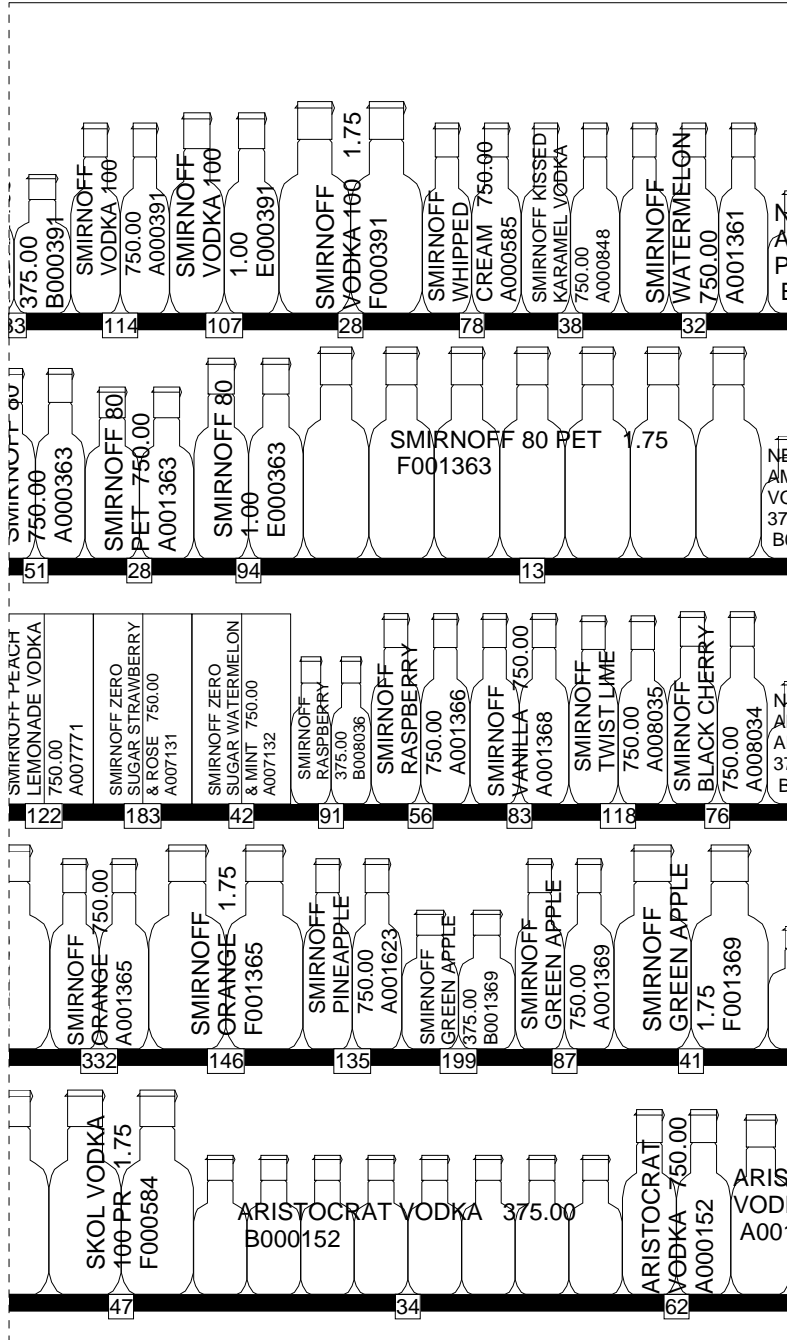 375.00
B000391
SMIRNOFF
VODKA 100
750.00
A000391
SMIRNOFF
VODKA 100
1.00
E000391
SMIRNOFF
VODKA 100 1.75
F000391
SMIRNOFF
WHIPPED
CREAM 750.00
A000585
SMIRNOFF KISSED
KARAMEL VODKA
750.00
A000848
SMIRNOFF
WATERMELON
750.00
A001361
33
114
107
28
78
38
32
SMIRNOFF 80
750.00
A000363
SMIRNOFF 80
PET 750.00
A001363
SMIRNOFF 80
1.00
E000363
SMIRNOFF 80 PET 1.75
F001363
51
28
94
13
SMIRNOFF PEACH
LEMONADE VODKA
750.00
A007771
SMIRNOFF ZERO
SUGAR STRAWBERRY
& ROSE 750.00
A007131
SMIRNOFF ZERO
SUGAR WATERMELON
& MINT 750.00
A007132
SMIRNOFF
RASPBERRY
375.00
B008036
SMIRNOFF
RASPBERRY
750.00
A001366
SMIRNOFF
VANILLA 750.00
A001368
SMIRNOFF
TWIST LIME
750.00
A008035
SMIRNOFF
BLACK CHERRY
750.00
A008034
122
183
42
91
56
83
118
76
SMIRNOFF
ORANGE 750.00
A001365
SMIRNOFF
ORANGE 1.75
F001365
SMIRNOFF
PINEAPPLE
750.00
A001623
SMIRNOFF
GREEN APPLE
375.00
B001369
SMIRNOFF
GREEN APPLE
750.00
A001369
SMIRNOFF
GREEN APPLE
1.75
F001369
332
146
135
199
87
41
SKOL VODKA
100 PR 1.75
F000584
ARISTOCRAT VODKA 375.00
B000152
ARISTOCRAT
VODKA 750.00
A000152
ARIS
VOD
A001
47
34
62